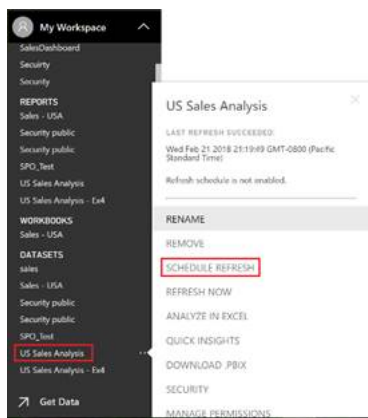 My Workspace
SalesDashboard
Secuirty
Security
REPORTS
Sales - USA
Security public
Security public
SPO_Test
US Sales Analysis
US Sales Analysis - Ex4
WORKBOOKS
Sales - USA
DATASETS
sales
Sales - USA
Security public
Security public
SPO_Test
US Sales Analysis
US Sales Analysis - Ex4
Get Data
US Sales Analysis
LAST REFRESH SUCCEEDED:
Wed Feb 21 2018 21:19:49 GMT-0800 (Pacific
Standard Time)
Refresh schedule is not enabled.
RENAME
REMOVE
SCHEDULE REFRESH
REFRESH NOW
ANALYZE IN EXCEL
QUICK INSIGHTS
DOWNLOAD .PBIX
SECURITY
MANAGE PERMISSIONS